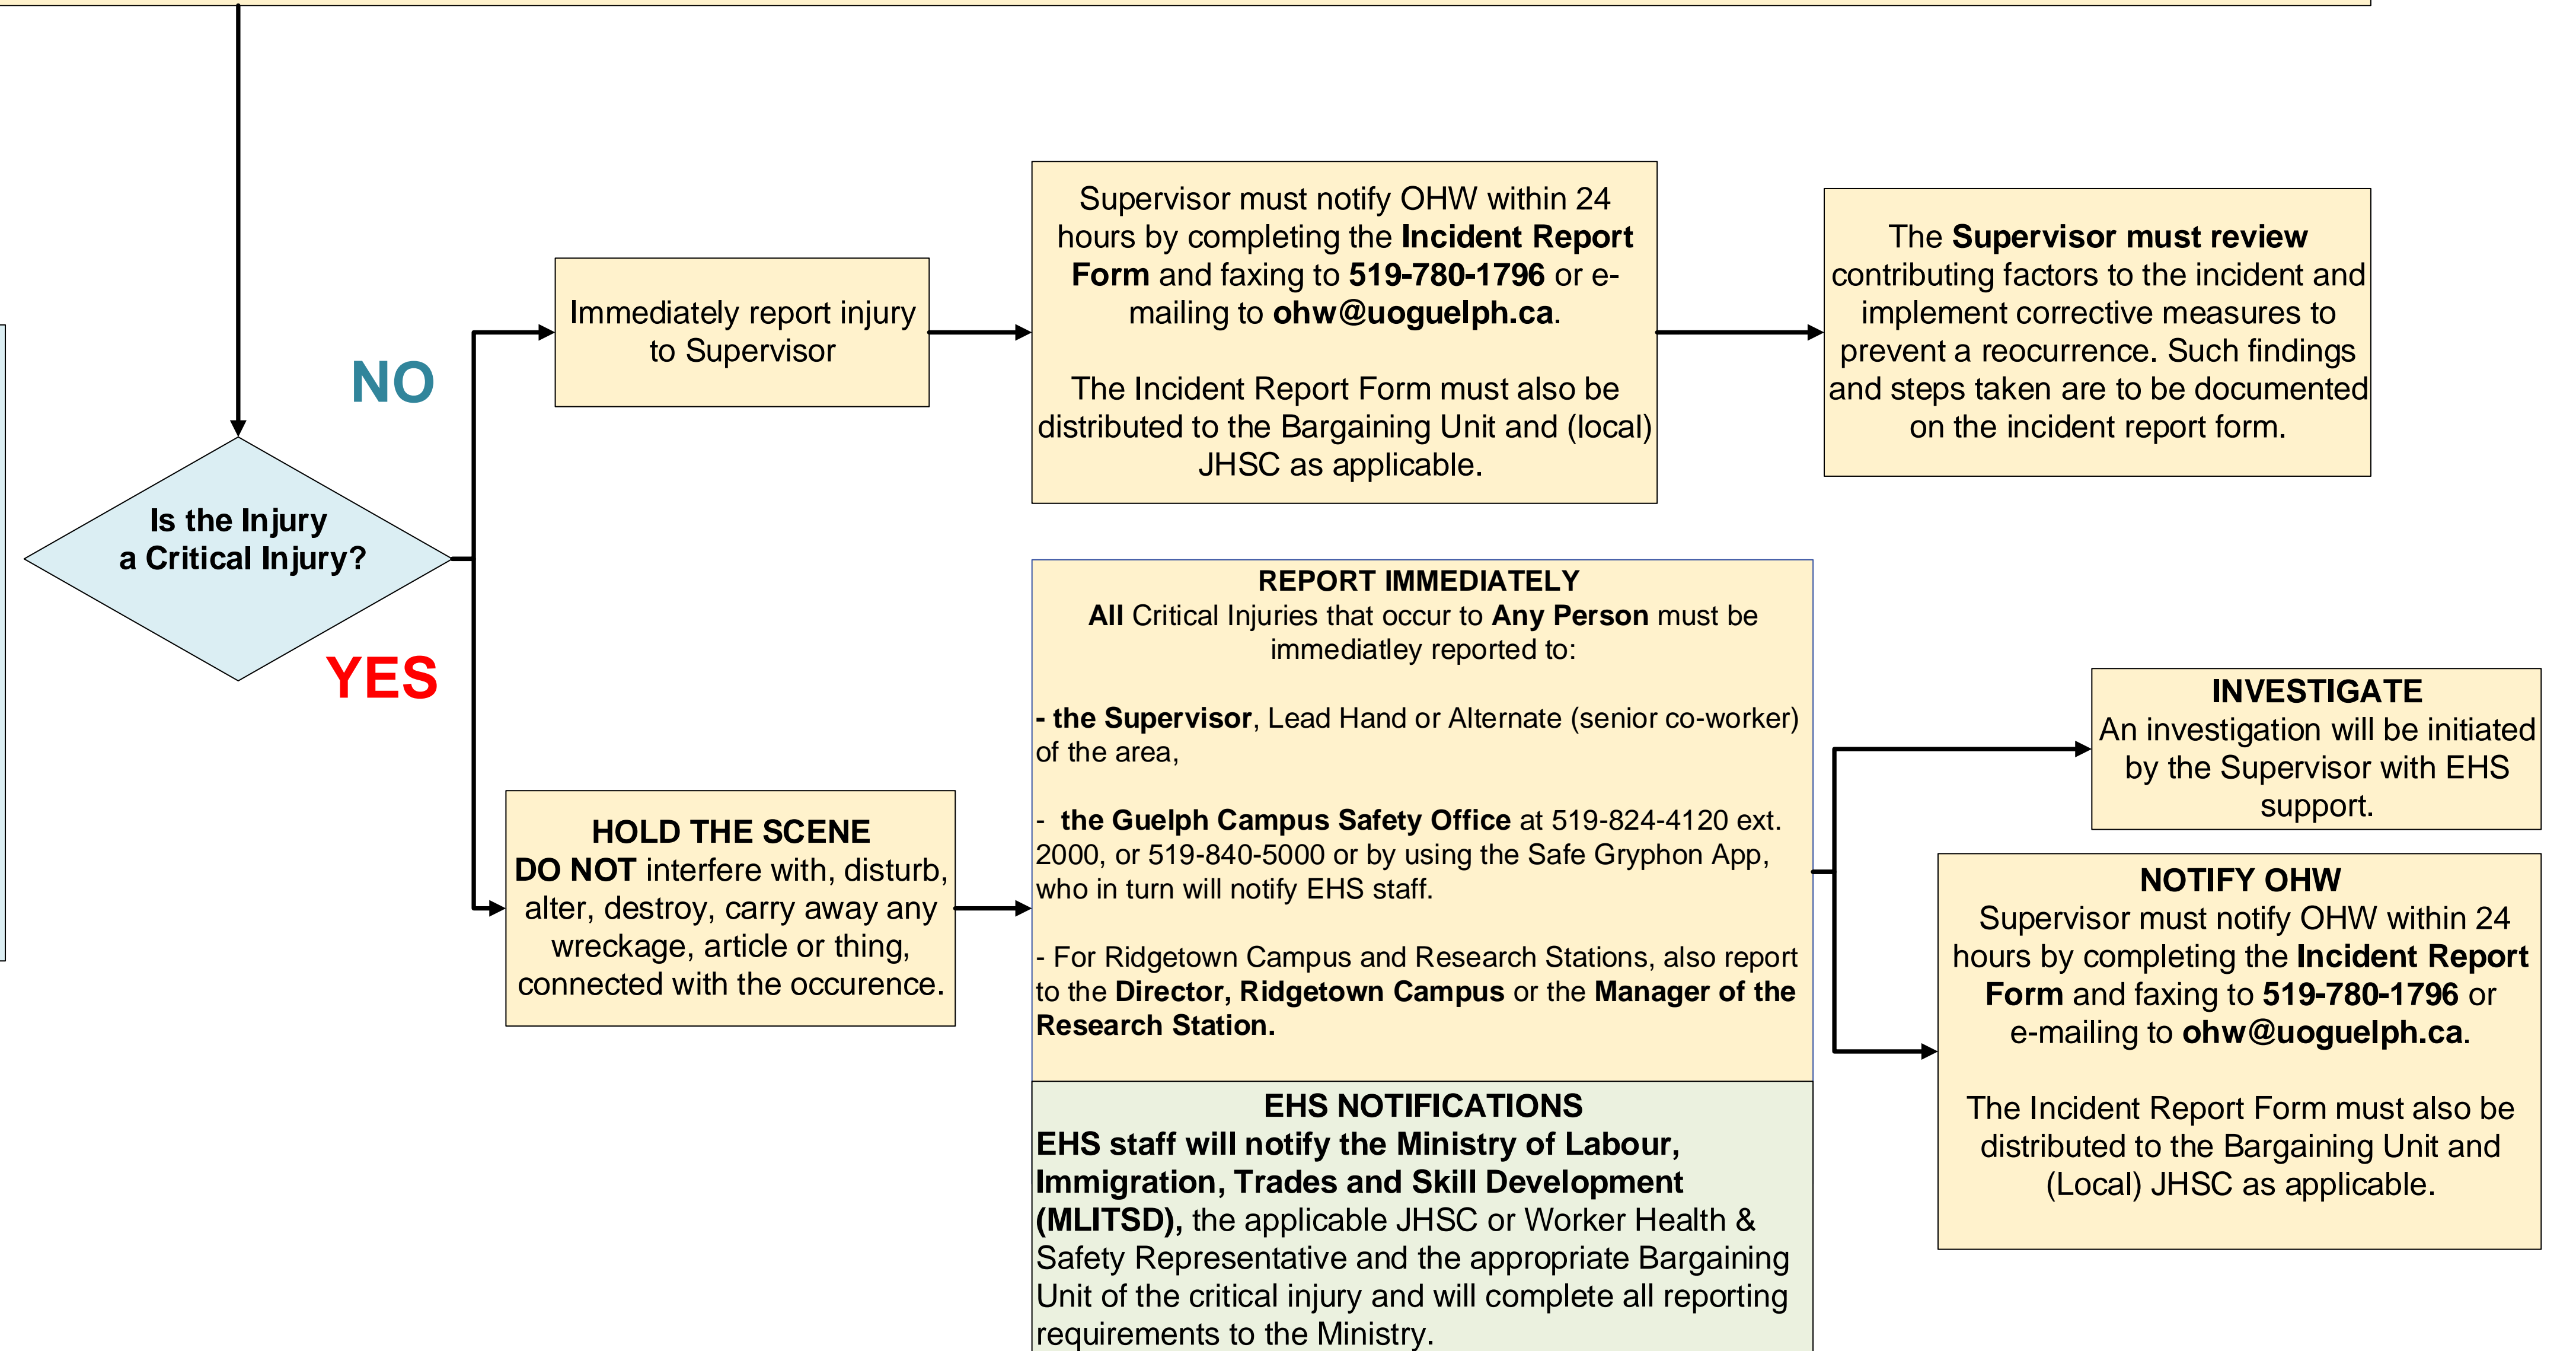 Is the Injury
a Critical Injury?
NO
YES
Immediately report injury
to Supervisor
Supervisor must notify OHW within 24
hours by completing the Incident Report
Form and faxing to 519-780-1796 or e-
mailing to ohw@uoguelph.ca.
The Incident Report Form must also be
distributed to the Bargaining Unit and (local)
JHSC as applicable.
The Supervisor must review
contributing factors to the incident and
implement corrective measures to
prevent a reocurrence. Such findings
and steps taken are to be documented
on the incident report form.
HOLD THE SCENE
DO NOT interfere with, disturb,
alter, destroy, carry away any
wreckage, article or thing,
connected with the occurence.
REPORT IMMEDIATELY
All Critical Injuries that occur to Any Person must be
immediatley reported to:
- the Supervisor, Lead Hand or Alternate (senior co-worker)
of the area,
- the Guelph Campus Safety Office at 519-824-4120 ext.
2000, or 519-840-5000 or by using the Safe Gryphon App,
who in turn will notify EHS staff.
- For Ridgetown Campus and Research Stations, also report
to the Director, Ridgetown Campus or the Manager of the
Research Station.
EHS NOTIFICATIONS
EHS staff will notify the Ministry of Labour,
Immigration, Trades and Skill Development
(MLITSD), the applicable JHSC or Worker Health &
Safety Representative and the appropriate Bargaining
Unit of the critical injury and will complete all reporting
requirements to the Ministry.
INVESTIGATE
An investigation will be initiated
by the Supervisor with EHS
support.
NOTIFY OHW
Supervisor must notify OHW within 24
hours by completing the Incident Report
Form and faxing to 519-780-1796 or
e-mailing to ohw@uoguelph.ca.
The Incident Report Form must also be
distributed to the Bargaining Unit and
(Local) JHSC as applicable.